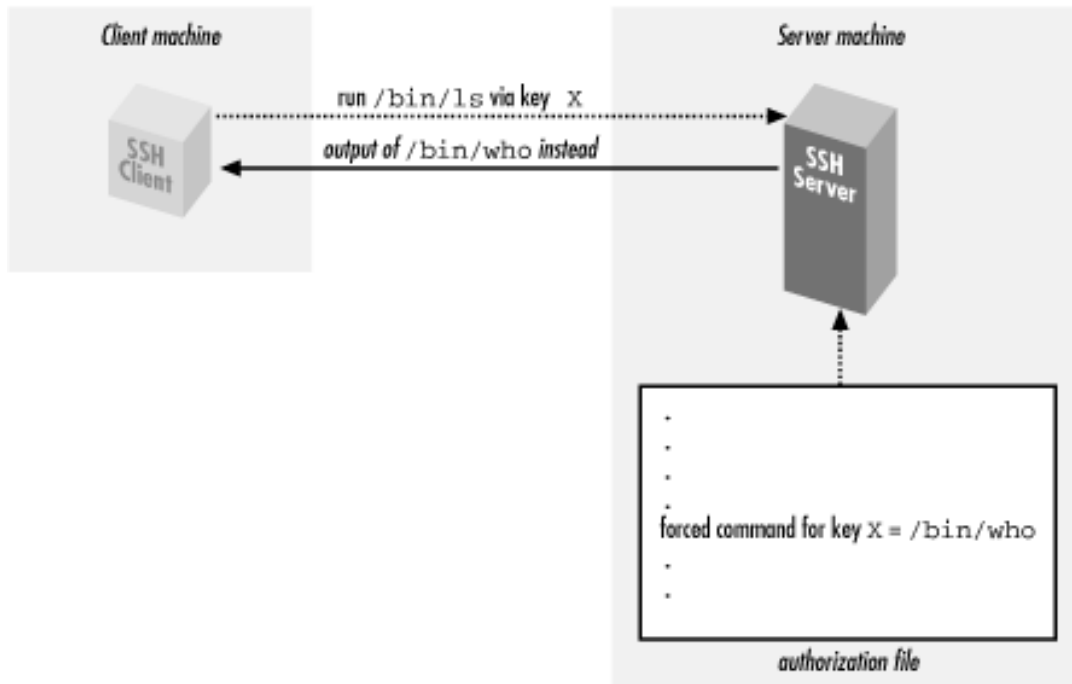 Client machine
Server machine
run /bin/ls via key X
output of /bin/who instead
SSH
Client
SSH
Server
.
.
.
.
forced command for key X = /bin/who
.
.
authorization file